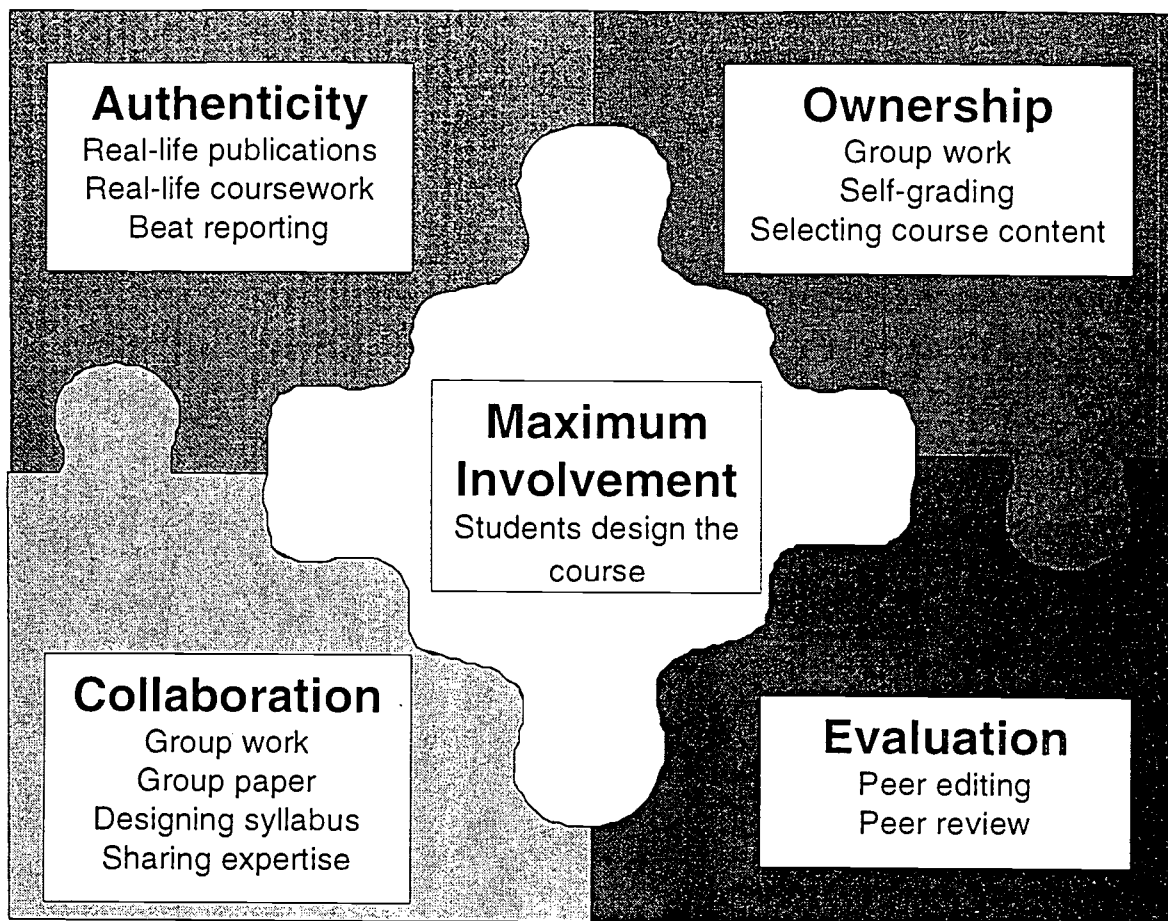 Authenticity
Real-life publications
Real-life coursework
Beat reporting
Ownership
Group work
Self-grading
Selecting course content
Maximum
Involvement
Students design the
course
Collaboration
Group work
Group paper
Designing syllabus
Sharing expertise
Evaluation
Peer editing
Peer review